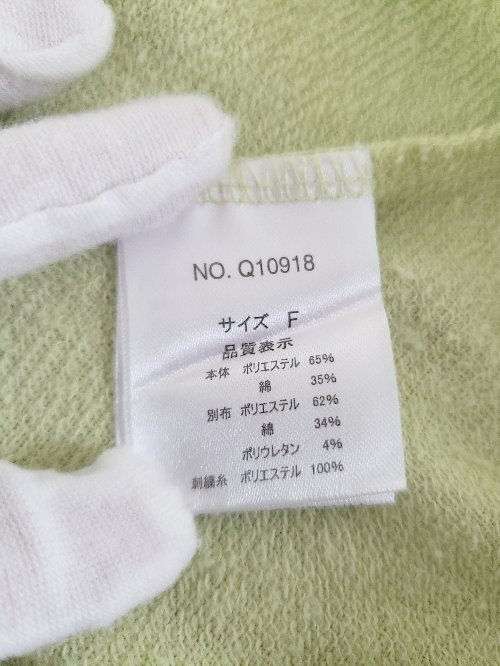 NO. Q10918
サイズ F
品質表示
本体 ポリエステル 65%
綿 35%
別布 ポリエステル 62%
綿 34%
ポリウレタン 4%
刺繍糸 ポリエステル 100%